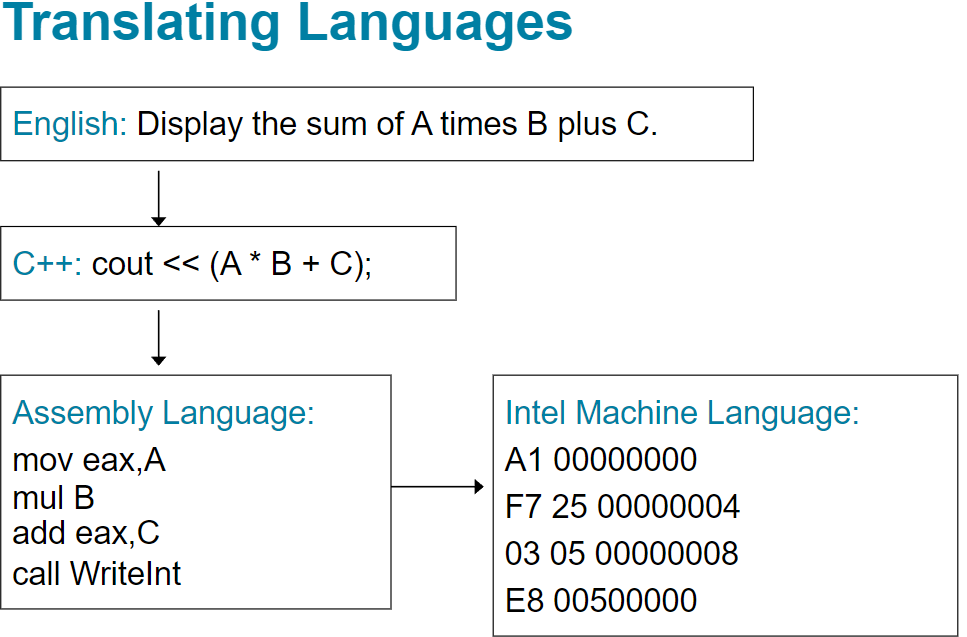 Translating Languages
English: Display the sum of A times B plus C.
C++: cout << (A * B + C);
Assembly Language:
mov eax,A
mul B
add eax,C
call WriteInt
Intel Machine Language:
A1 00000000
F7 25 00000004
03 05 00000008
E8 00500000